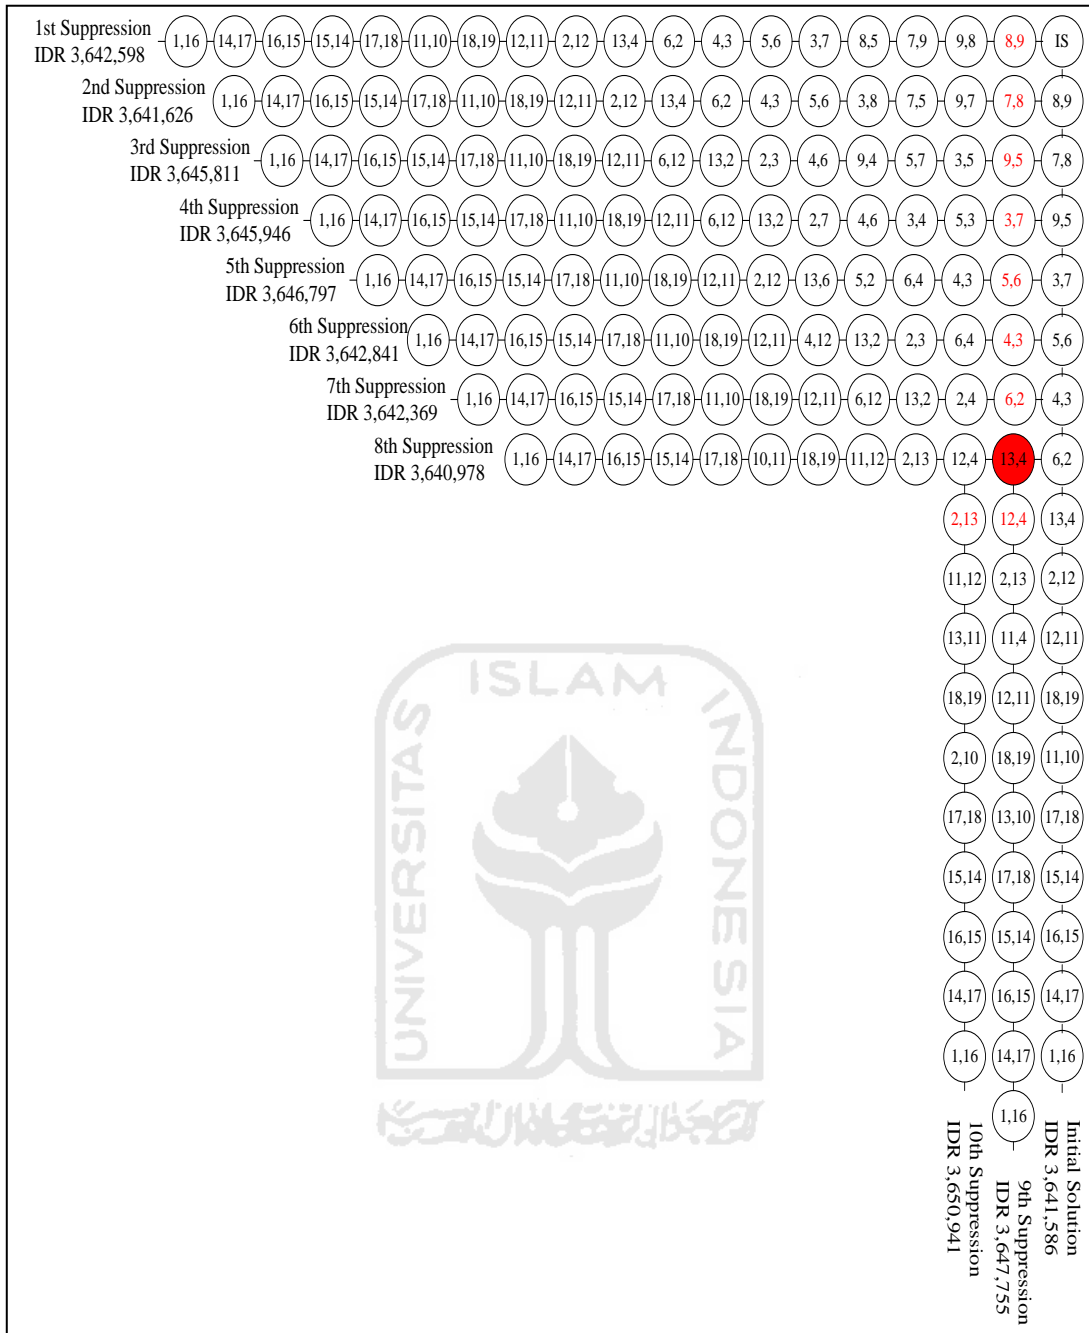 1st Suppression
IDR 3,642,598
1,16 14,17 16,15 15,14 17,18 11,10 18,19 12,11 2,12 13,4 6,2 4,3 5,6 3,7 8,5 7,9 9,8 8,9 IS
2nd Suppression
IDR 3,641,626
1,16 14,17 16,15 15,14 17,18 11,10 18,19 12,11 2,12 13,4 6,2 4,3 5,6 3,8 7,5 9,7 7,8 8,9
3rd Suppression
IDR 3,645,811
1,16 14,17 16,15 15,14 17,18 11,10 18,19 12,11 6,12 13,2 2,3 4,6 9,4 5,7 3,5 9,5 7,8
4th Suppression
IDR 3,645,946
1,16 14,17 16,15 15,14 17,18 11,10 18,19 12,11 6,12 13,2 2,7 4,6 3,4 5,3 3,7 9,5
5th Suppression
IDR 3,646,797
1,16 14,17 16,15 15,14 17,18 11,10 18,19 12,11 2,12 13,6 5,2 6,4 4,3 5,6 3,7
6th Suppression
IDR 3,642,841
1,16 14,17 16,15 15,14 17,18 11,10 18,19 12,11 4,12 13,2 2,3 6,4 4,3 5,6
7th Suppression
IDR 3,642,369
1,16 14,17 16,15 15,14 17,18 11,10 18,19 12,11 6,12 13,2 2,4 6,2 4,3
8th Suppression
IDR 3,640,978
1,16 14,17 16,15 15,14 17,18 10,11 18,19 11,12 2,13 12,4 13,4 6,2
2,13 12,4 13,4
11,12 2,13 2,12
13,11 11,4 12,11
18,19 12,11 18,19
2,10 18,19 11,10
17,18 13,10 17,18
15,14 17,18 15,14
16,15 15,14 16,15
14,17 16,15 14,17
1,16 14,17 1,16
1,16
Initial Solution
IDR 3,641,586
9th Suppression
IDR 3,647,755
10th Suppression
IDR 3,650,941
ISLAM
UNIVERSITAS
INDONESIA